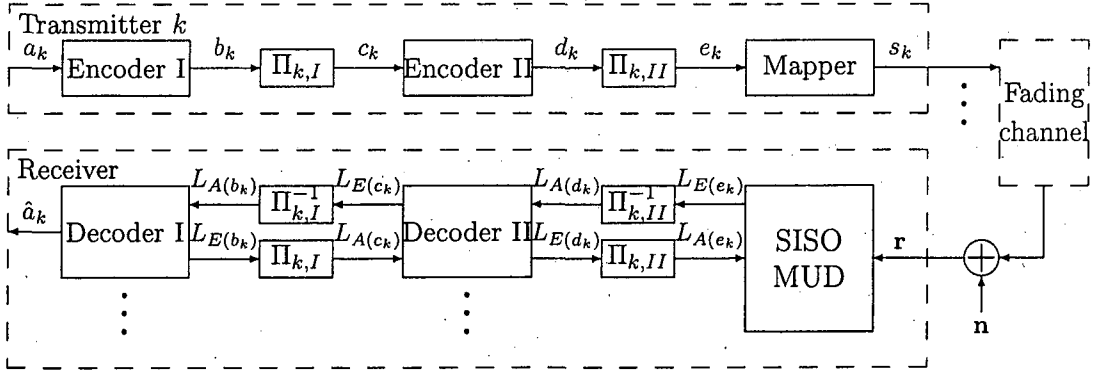 Transmitter k
a_k Encoder I b_k Π_{k,I} c_k Encoder II d_k Π_{k,II} e_k Mapper s_k
Fading
channel
Receiver
L_{A(b_k)} Π_{k,I}^{-1} L_{E(c_k)} L_{A(d_k)} Π_{k,II}^{-1} L_{E(e_k)}
â_k Decoder I Decoder II SISO
MUD
L_{E(b_k)} Π_{k,I} L_{A(c_k)} L_{E(d_k)} Π_{k,II} L_{A(e_k)}
r
n